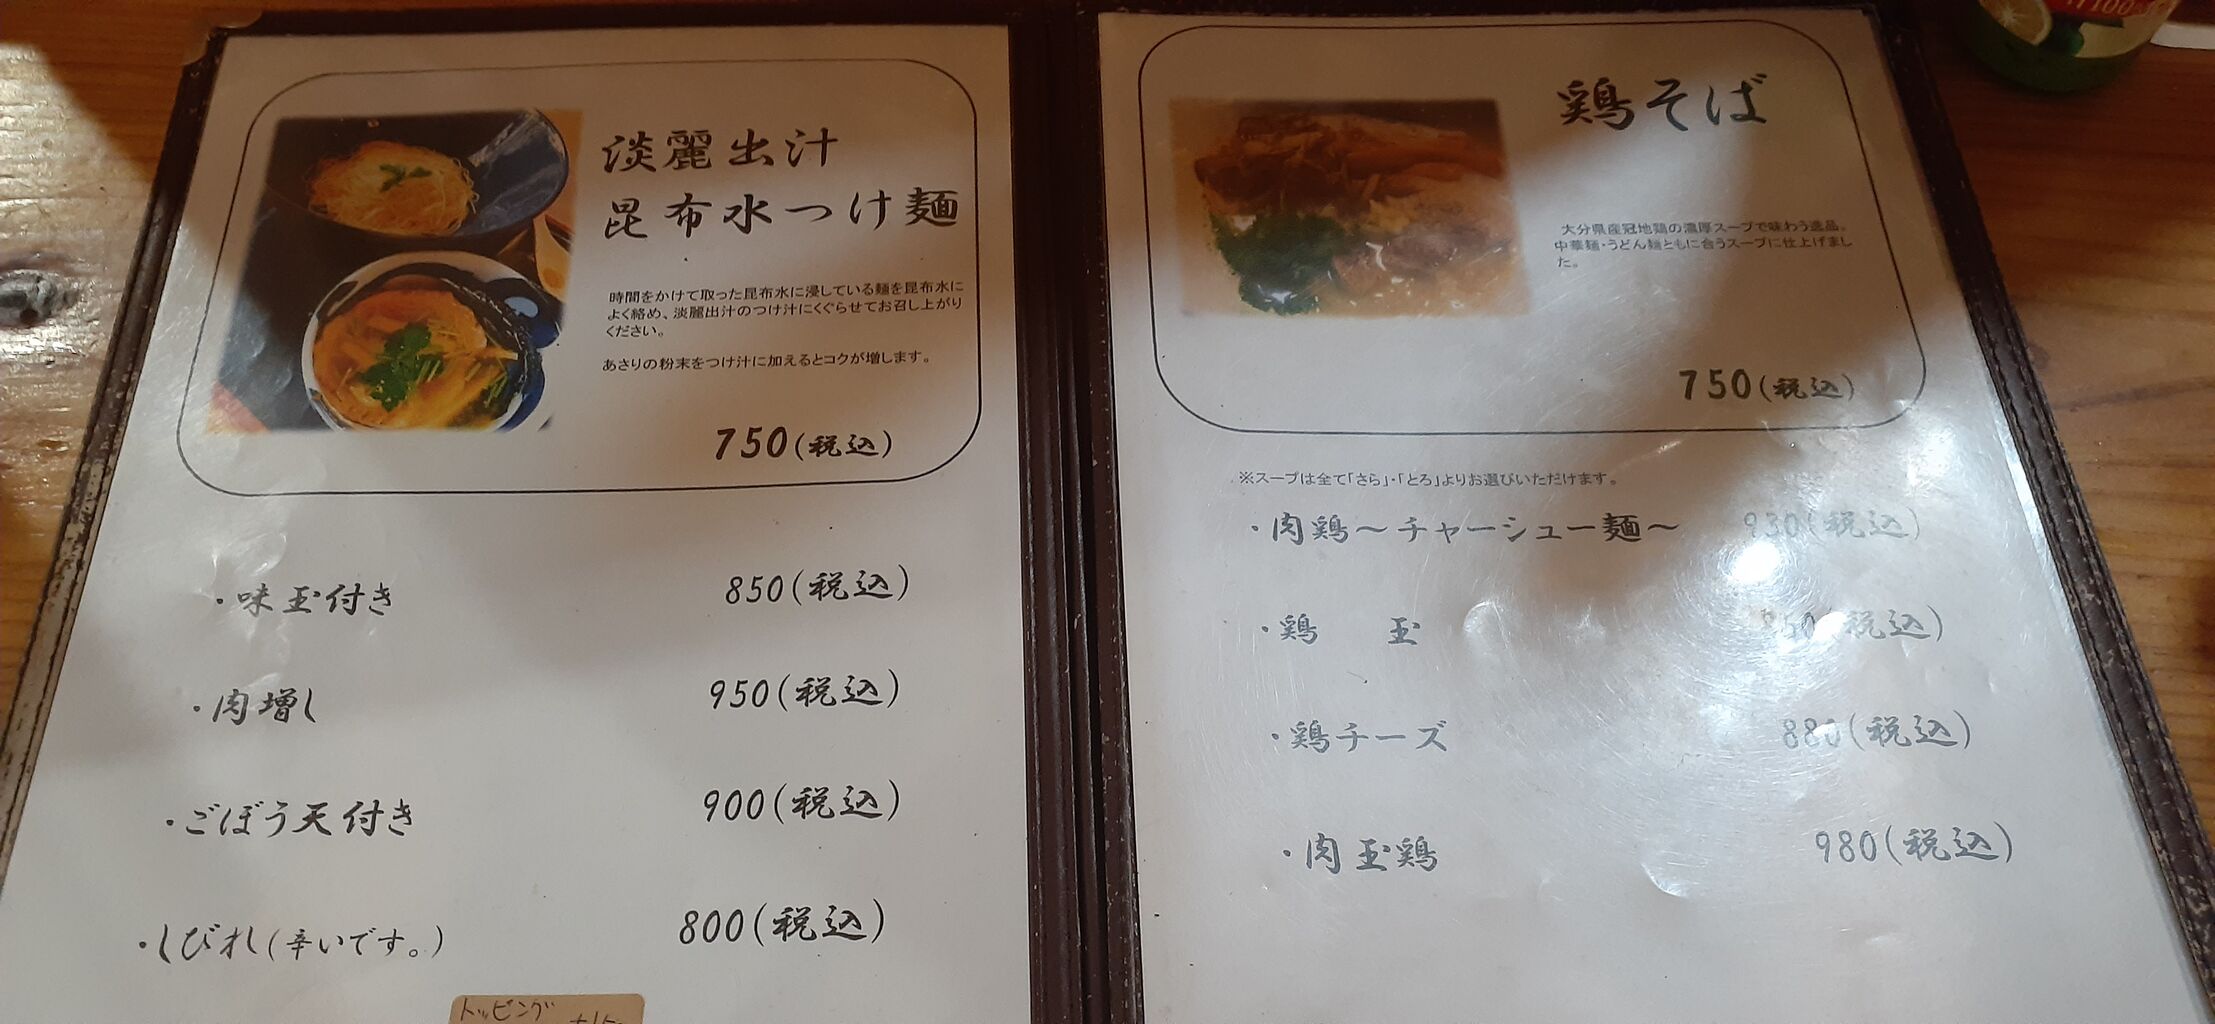 淡麗出汁
昆布水つけ麺
時間をかけて取った昆布水に浸している麺を昆布水に
よく絡め、淡麗出汁のつけ汁にくぐらせてお召し上がり
ください。
あさりの粉末をつけ汁に加えるとコクが増します。
750(税込)
・味玉付き 850(税込)
・肉増し 950(税込)
・ごぼう天付き 900(税込)
・しびれ(辛いです。) 800(税込)
トッピング
鶏そば
大分県産冠地鶏の濃厚スープで味わう逸品。
中華麺・うどん麺ともに合うスープに仕上げまし
た。
750(税込)
※スープは全て「さら」・「とろ」よりお選びいただけます。
・肉鶏～チャーシュー麺～ 930(税込)
・鶏 玉 850(税込)
・鶏チーズ 880(税込)
・肉玉鶏 980(税込)